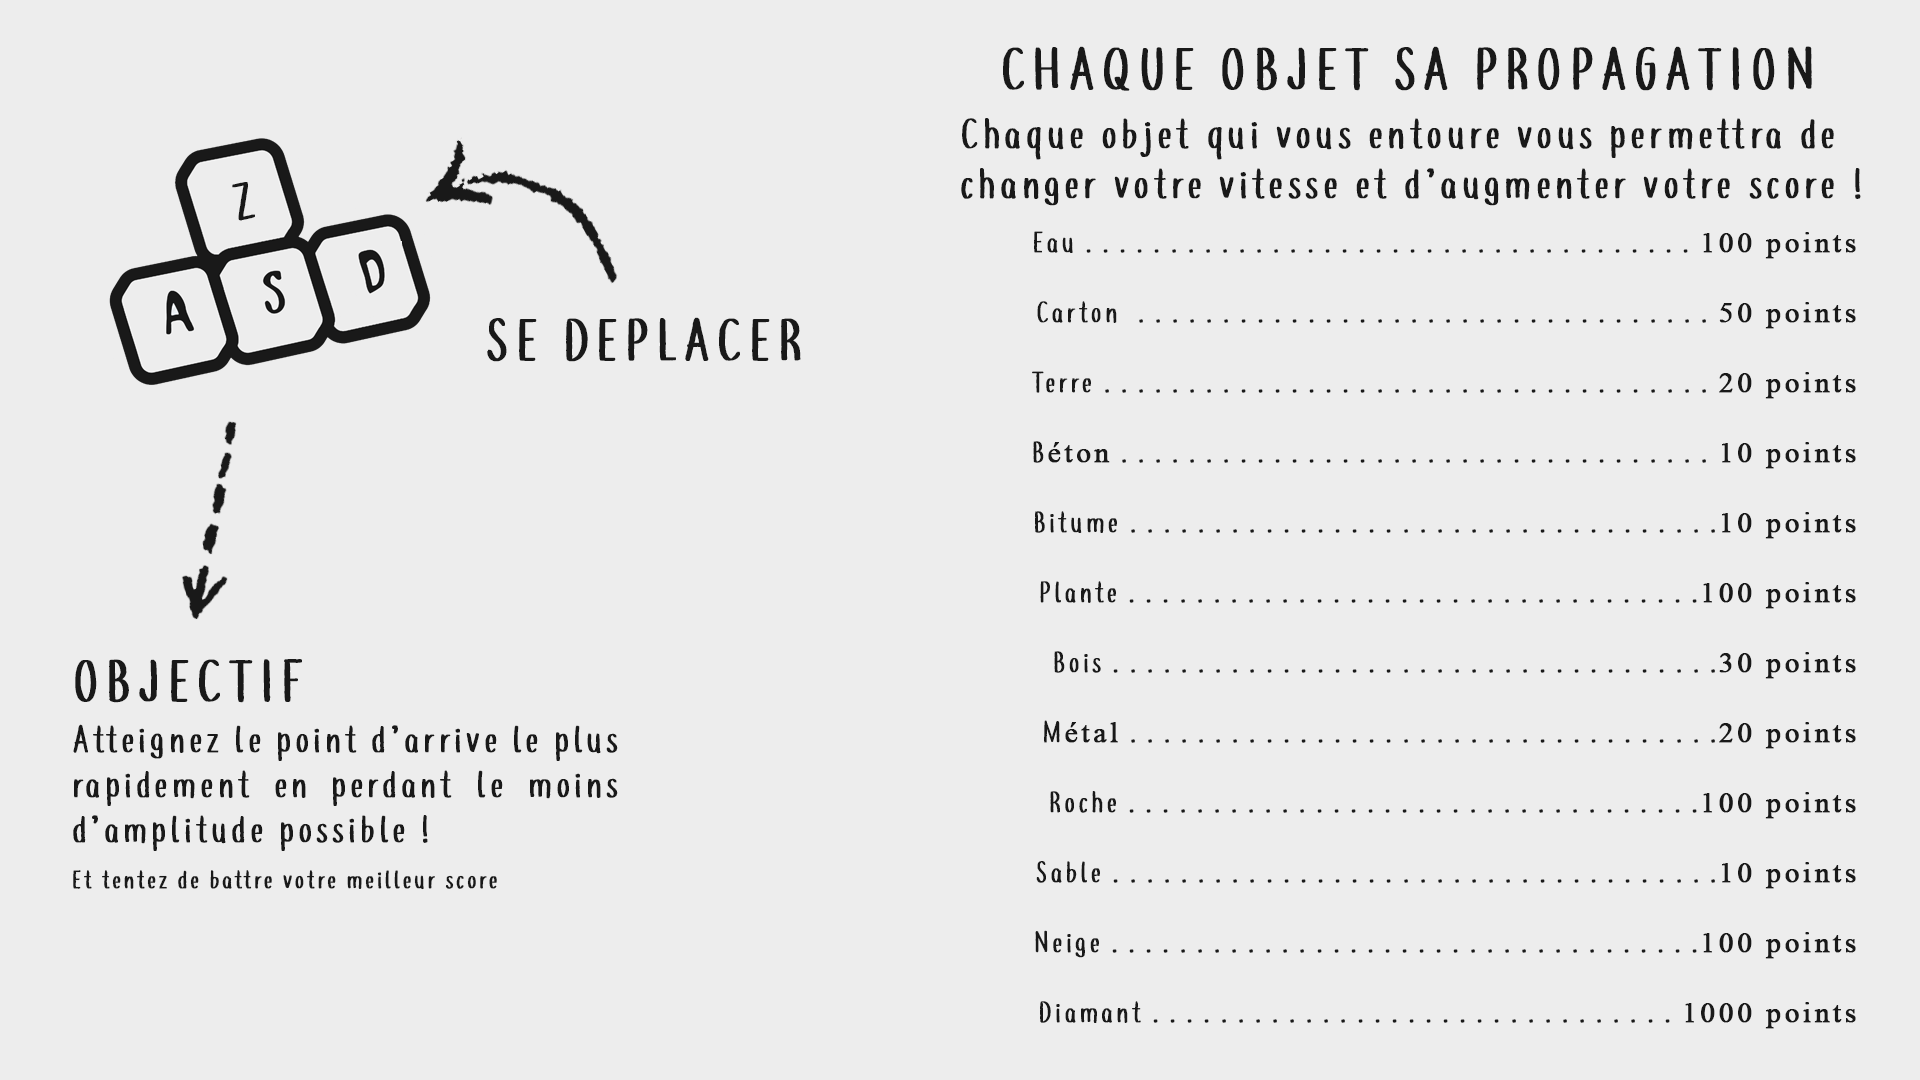 Z
A S D
SE DEPLACER
OBJECTIF
Atteignez le point d’arrive le plus
rapidement en perdant le moins
d’amplitude possible !
Et tentez de battre votre meilleur score
CHAQUE OBJET SA PROPAGATION
Chaque objet qui vous entoure vous permettra de
changer votre vitesse et d’augmenter votre score !
Eau . . . . . . . . . . . . . . . . . . . . . . . . . . . . . . . . . . . . 100 points
Carton . . . . . . . . . . . . . . . . . . . . . . . . . . . . . . . . . . 50 points
Terre . . . . . . . . . . . . . . . . . . . . . . . . . . . . . . . . . . . . 20 points
Béton . . . . . . . . . . . . . . . . . . . . . . . . . . . . . . . . . . . 10 points
Bitume . . . . . . . . . . . . . . . . . . . . . . . . . . . . . . . . . . .10 points
Plante . . . . . . . . . . . . . . . . . . . . . . . . . . . . . . . . . .100 points
Bois . . . . . . . . . . . . . . . . . . . . . . . . . . . . . . . . . . . .30 points
Métal . . . . . . . . . . . . . . . . . . . . . . . . . . . . . . . . . . .20 points
Roche . . . . . . . . . . . . . . . . . . . . . . . . . . . . . . . . . .100 points
Sable . . . . . . . . . . . . . . . . . . . . . . . . . . . . . . . . . . . .10 points
Neige . . . . . . . . . . . . . . . . . . . . . . . . . . . . . . . . . . .100 points
Diamant . . . . . . . . . . . . . . . . . . . . . . . . . . . . . . . 1000 points